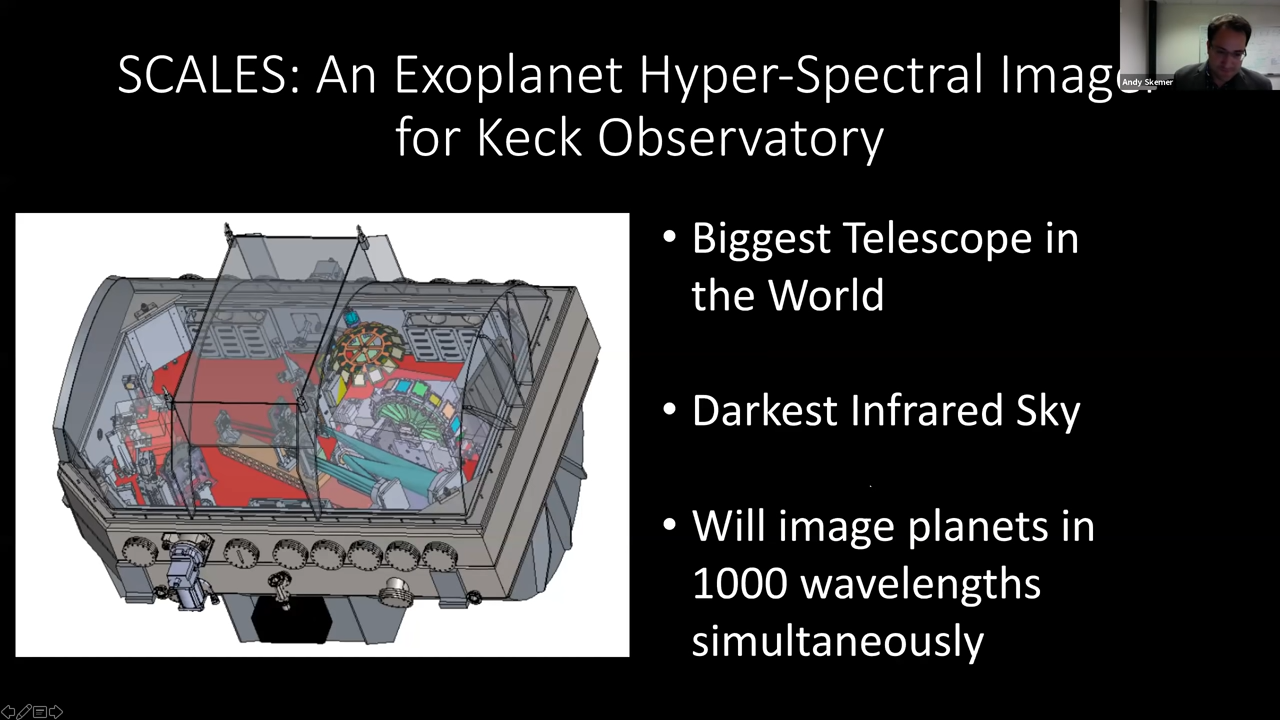 SCALES: An Exoplanet Hyper-Spectral Image
for Keck Observatory
Andy Skemer
• Biggest Telescope in
the World
• Darkest Infrared Sky
• Will image planets in
1000 wavelengths
simultaneously